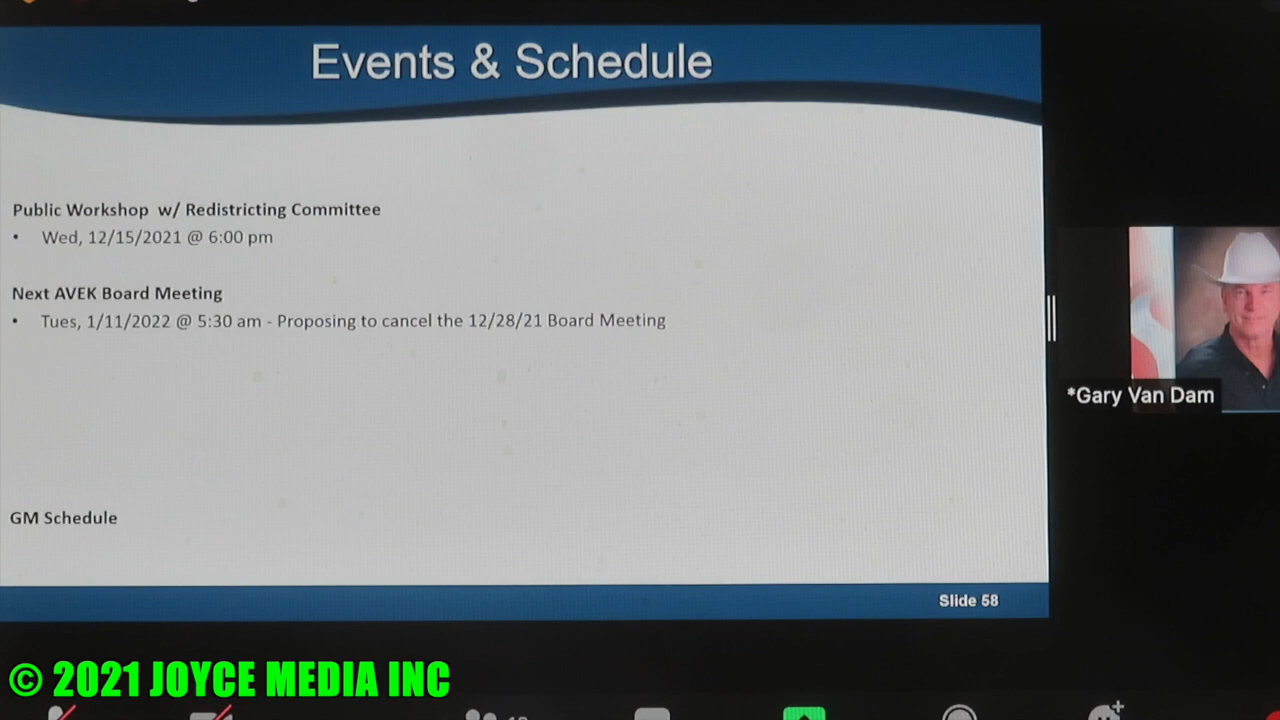 Events & Schedule
Public Workshop w/ Redistricting Committee
• Wed, 12/15/2021 @ 6:00 pm
Next AVEK Board Meeting
• Tues, 1/11/2022 @ 5:30 am - Proposing to cancel the 12/28/21 Board Meeting
*Gary Van Dam
GM Schedule
Slide 58
© 2021 JOYCE MEDIA INC